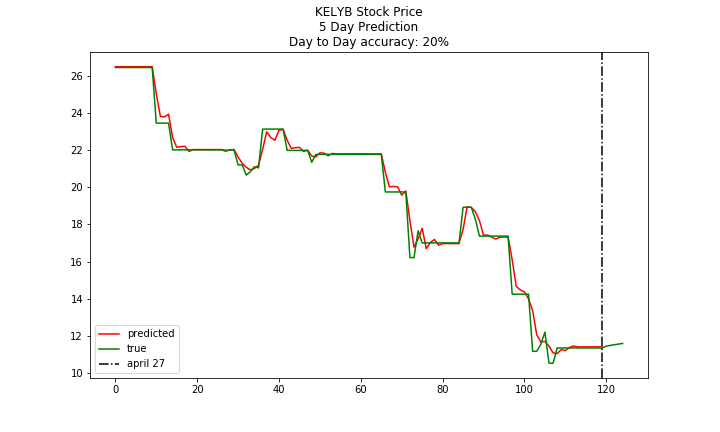 KELYB Stock Price
5 Day Prediction
Day to Day accuracy: 20%
26
24
22
20
18
16
14
12
10
predicted
true
april 27
0 20 40 60 80 100 120